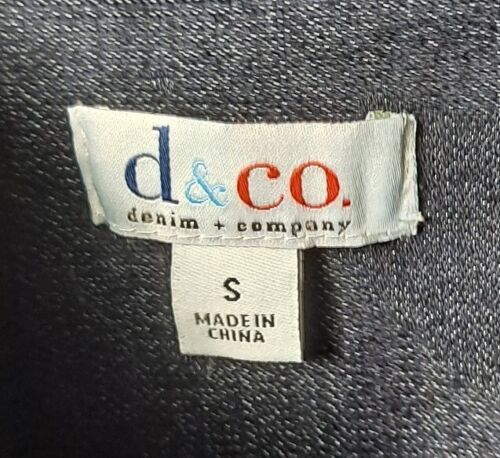 d&co.
denim + company
S
MADE IN
CHINA